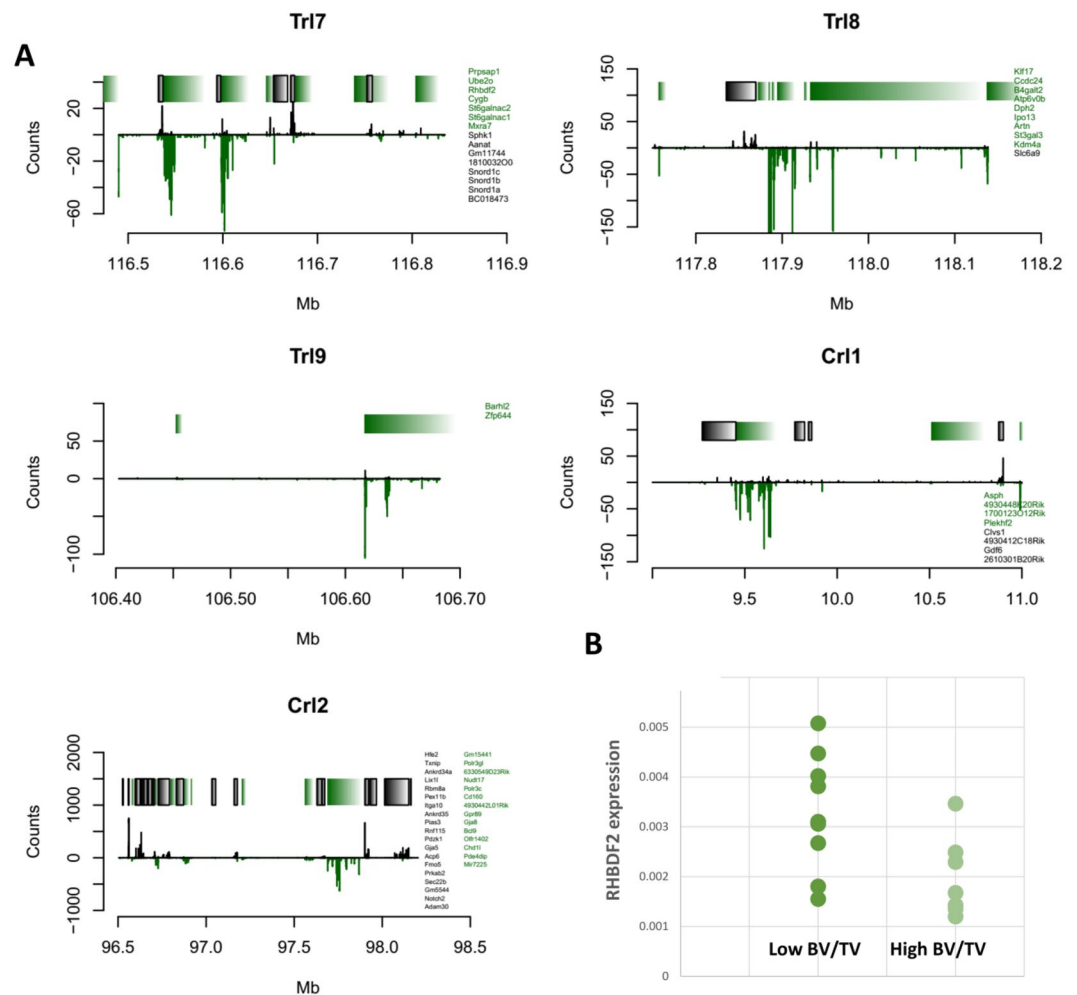 A
Trl7
Prpsap1
Ube2o
Rhbdf2
Cygb
St6galnac2
St6galnac1
Mxra7
Sphk1
Aanat
Gm11744
1810032O0
Snord1c
Snord1b
Snord1a
BC018473
Counts
20
0
-20
-60
116.5 116.6 116.7 116.8 116.9
Mb
Trl8
Klf17
Ccdc24
B4galt2
Atp6v0b
Dph2
Ipo13
Artn
St3gal3
Kdm4a
Slc6a9
Counts
150
50
0
-50
-150
117.8 117.9 118.0 118.1 118.2
Mb
Trl9
Barhl2
Zfp644
Counts
50
0
-100
106.40 106.50 106.60 106.70
Mb
Crl1
Asph
4930448K20Rik
1700123O12Rik
Plekhf2
Clvs1
4930412C18Rik
Gdf6
2610301B20Rik
Counts
150
50
0
-50
-150
9.5 10.0 10.5 11.0
Crl2
Hfe2 Gm15441
Txnip Polr3gl
Ankrd34a 6330549D23Rik
Lix1l Nudt17
Rbm8a Polr3c
Pex11b Cd160
Itga10 4930442L01Rik
Ankrd35 Gpr89
Pias3 Gja8
Rnf115 Bcl9
Pdzk1 Olfr1402
Gja5 Chd1l
Acp6 Pde4dip
Fmo5 Mir7225
Prkab2
Sec22b
Gm5544
Notch2
Adam30
Counts
2000
1000
0
-1000
96.5 97.0 97.5 98.0 98.5
Mb
B
RHBDF2 expression
0.005
0.004
0.003
0.002
0.001
0
Low BV/TV High BV/TV